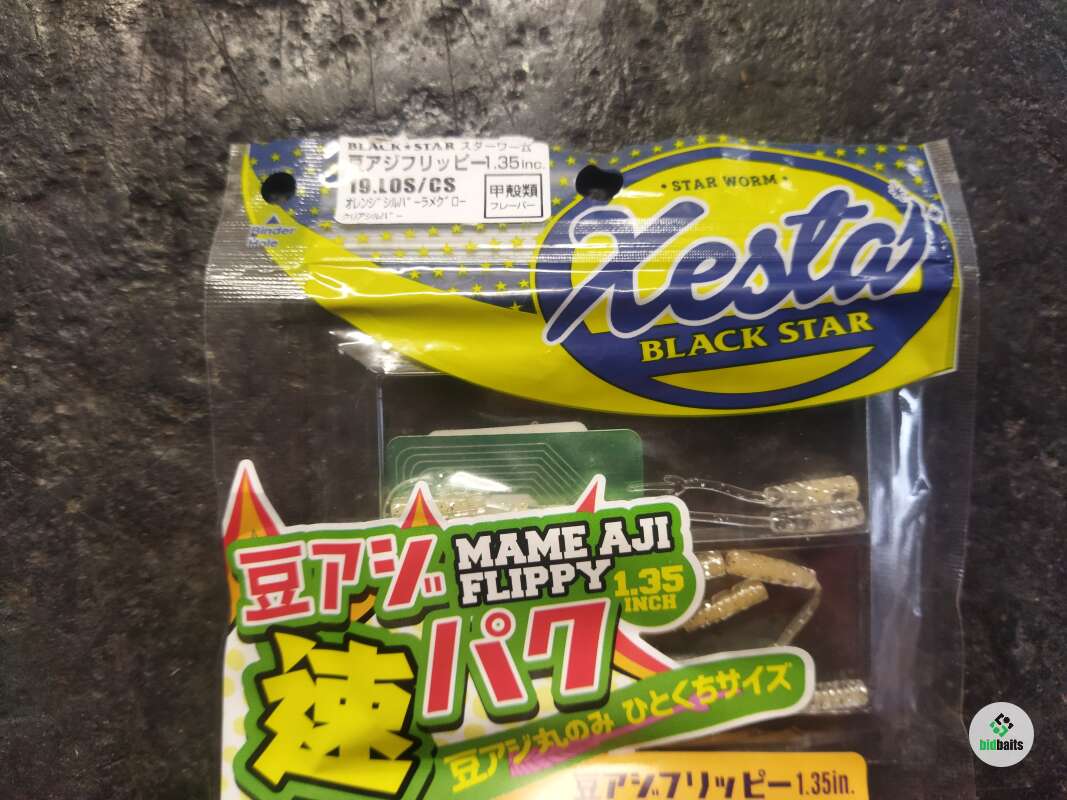 BLACK★STAR スターワーム
豆アジフリッピー1.35inc.
19.LOS/CS
オレンジシルバーラメグロー
クリアシルバー
甲殻類
フレーバー
Binder
Hole
• STAR WORM •
Xesta
BLACK STAR
豆アジ
MAME AJI
FLIPPY
1.35
INCH
速パク
豆アジ丸のみ ひとくちサイズ
豆アジフリッピー1.35in.
bidbaits